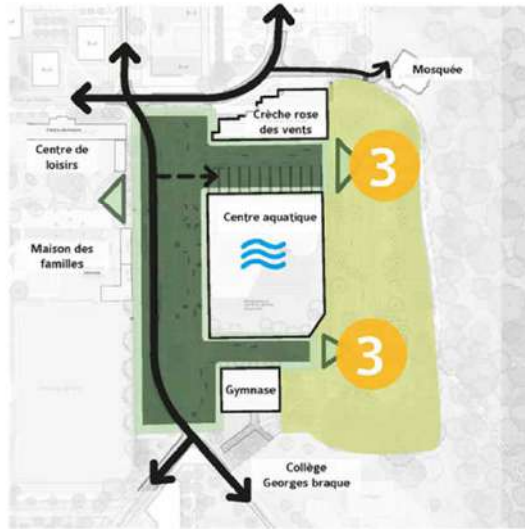 Mosquée
Crèche rose
des vents
Centre de
loisirs
3
Centre aquatique
Maison des
familles
3
Gymnase
Collège
Georges braque